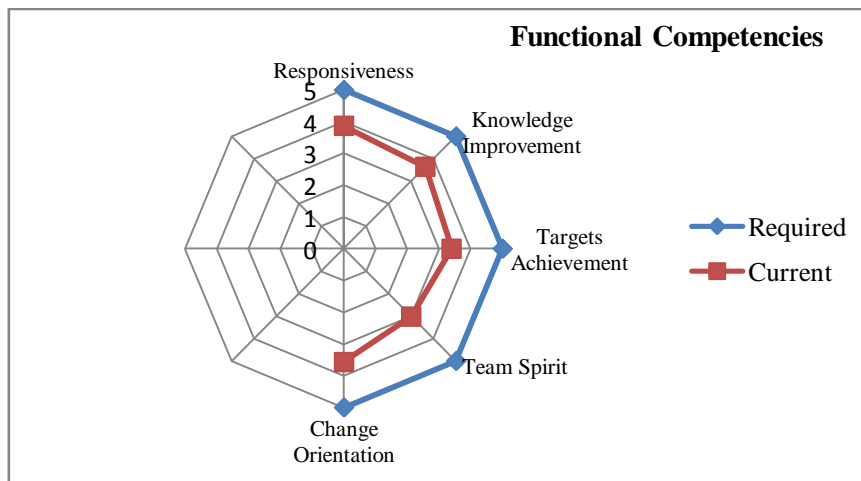 Functional Competencies
Responsiveness
5
4
3
2
1
0
Knowledge
Improvement
Targets
Achievement
Team Spirit
Change
Orientation
Required
Current